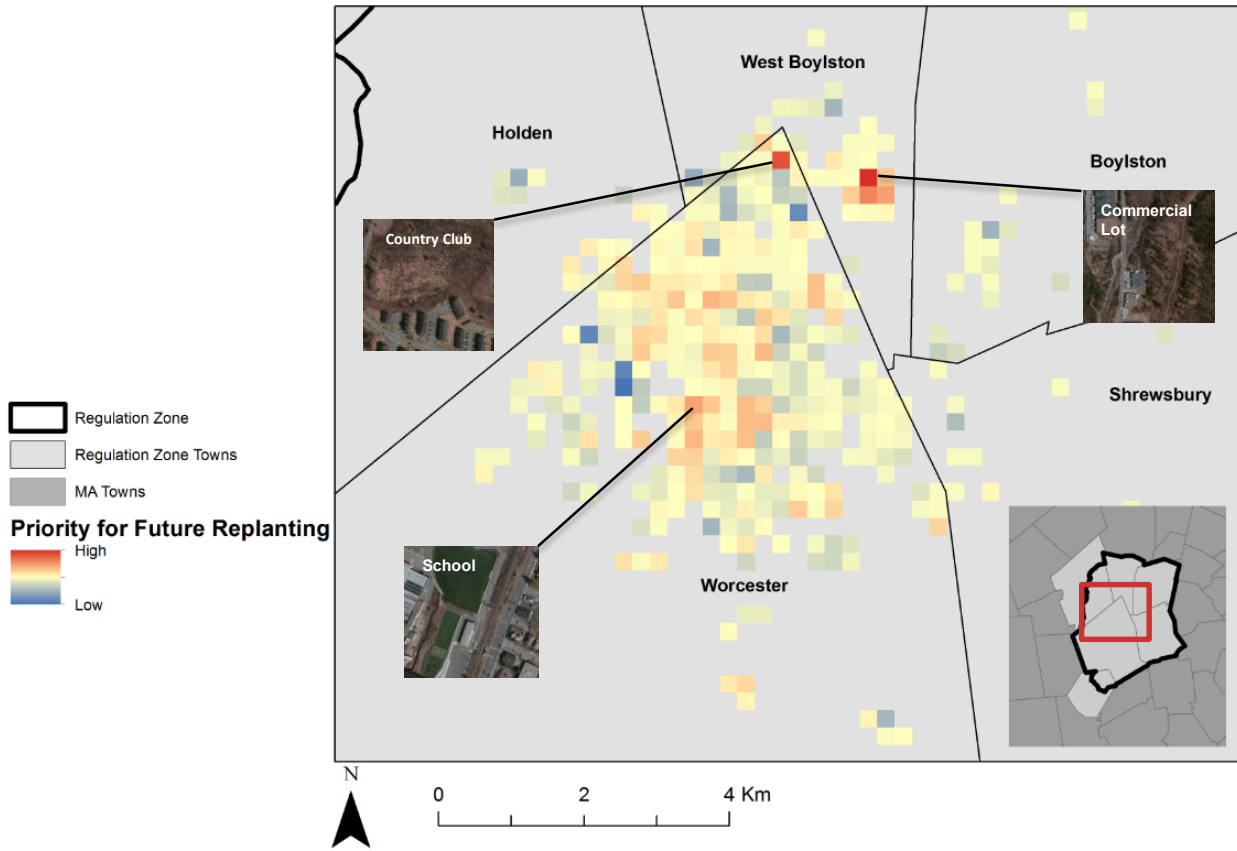 West Boylston
Holden
Boylston
Commercial
Lot
Country Club
Shrewsbury
Regulation Zone
Regulation Zone Towns
MA Towns
Priority for Future Replanting
High
Low
School
Worcester
N
0 2 4 Km